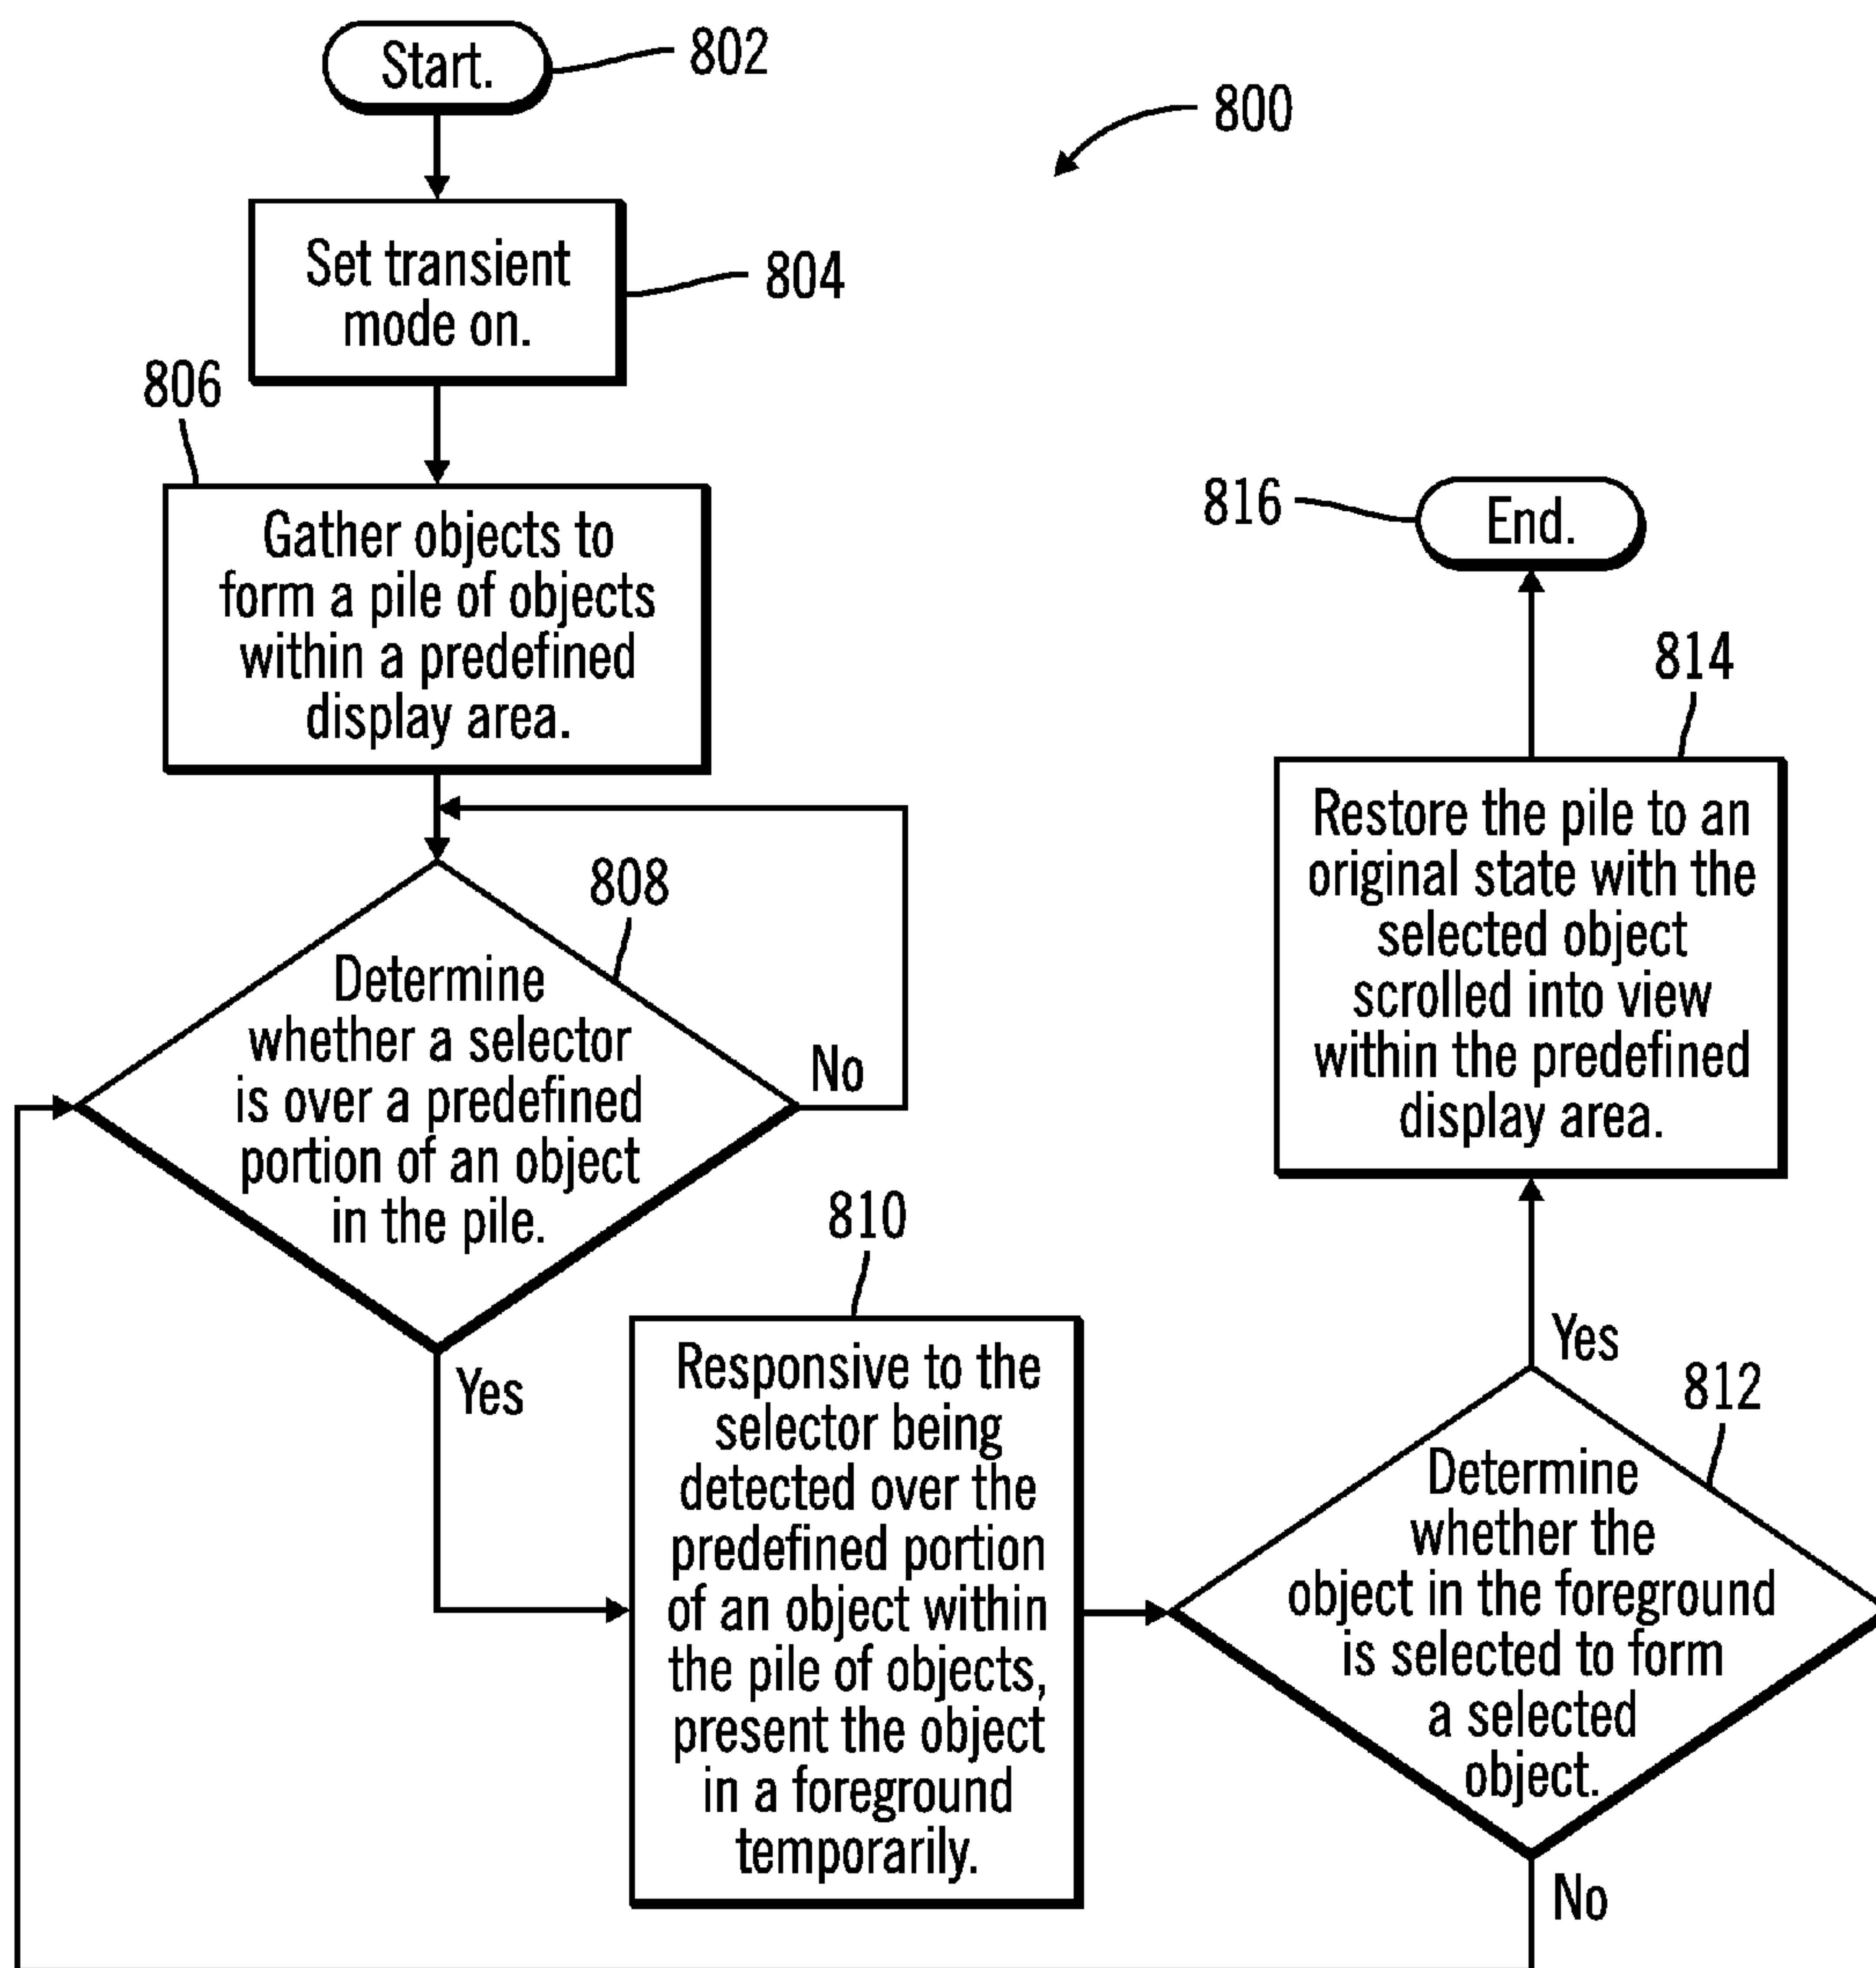 Start.
802
800
Set transient
mode on.
804
806
Gather objects to
form a pile of objects
within a predefined
display area.
808
Determine
whether a selector
is over a predefined
portion of an object
in the pile.
No
Yes
810
Responsive to the
selector being
detected over the
predefined portion
of an object within
the pile of objects,
present the object
in a foreground
temporarily.
812
Determine
whether the
object in the foreground
is selected to form
a selected
object.
No
Yes
814
Restore the pile to an
original state with the
selected object
scrolled into view
within the predefined
display area.
816
End.